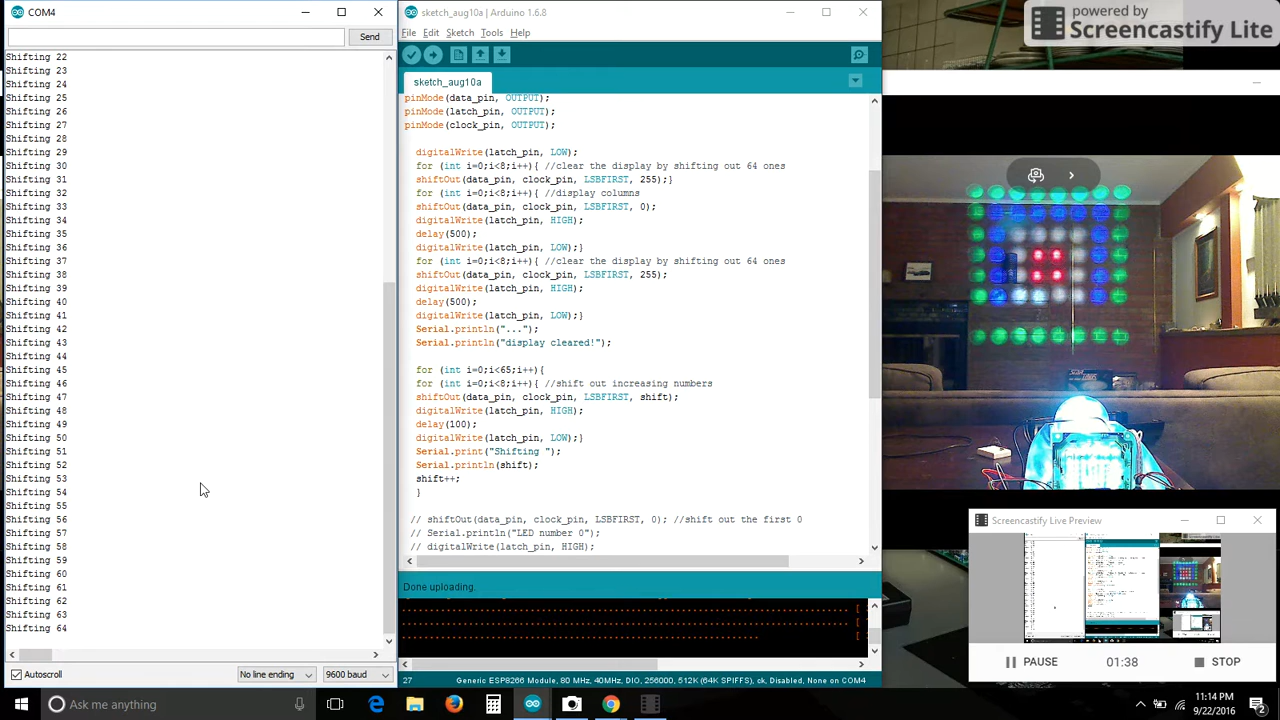 COM4
Send
Shifting 22
Shifting 23
Shifting 24
Shifting 25
Shifting 26
Shifting 27
Shifting 28
Shifting 29
Shifting 30
Shifting 31
Shifting 32
Shifting 33
Shifting 34
Shifting 35
Shifting 36
Shifting 37
Shifting 38
Shifting 39
Shifting 40
Shifting 41
Shifting 42
Shifting 43
Shifting 44
Shifting 45
Shifting 46
Shifting 47
Shifting 48
Shifting 49
Shifting 50
Shifting 51
Shifting 52
Shifting 53
Shifting 54
Shifting 55
Shifting 56
Shifting 57
Shifting 58
Shifting 59
Shifting 60
Shifting 61
Shifting 62
Shifting 63
Shifting 64
Autoscroll
No line ending
9600 baud
sketch_aug10a | Arduino 1.6.8
File Edit Sketch Tools Help
sketch_aug10a
pinMode(data_pin, OUTPUT);
pinMode(latch_pin, OUTPUT);
pinMode(clock_pin, OUTPUT);
digitalWrite(latch_pin, LOW);
for (int i=0;i<8;i++){ //clear the display by shifting out 64 ones
shiftOut(data_pin, clock_pin, LSBFIRST, 255);}
for (int i=0;i<8;i++){ //display columns
shiftOut(data_pin, clock_pin, LSBFIRST, 0);
digitalWrite(latch_pin, HIGH);
delay(500);
digitalWrite(latch_pin, LOW);}
for (int i=0;i<8;i++){ //clear the display by shifting out 64 ones
shiftOut(data_pin, clock_pin, LSBFIRST, 255);
digitalWrite(latch_pin, HIGH);
delay(500);
digitalWrite(latch_pin, LOW);}
Serial.println("...");
Serial.println("display cleared!");
for (int i=0;i<65;i++){
for (int i=0;i<8;i++){ //shift out increasing numbers
shiftOut(data_pin, clock_pin, LSBFIRST, shift);
digitalWrite(latch_pin, HIGH);
delay(100);
digitalWrite(latch_pin, LOW);}
Serial.print("Shifting ");
Serial.println(shift);
shift++;
}
// shiftOut(data_pin, clock_pin, LSBFIRST, 0); //shift out the first 0
// Serial.println("LED number 0");
// digitalWrite(latch_pin, HIGH);
Done uploading.
27
Generic ESP8266 Module, 80 MHz, 40MHz, DIO, 256000, 512K (64K SPIFFS), ck, Disabled, None on COM4
powered by
Screencastify Lite
Screencastify Live Preview
PAUSE
01:38
STOP
Ask me anything
11:14 PM
9/22/2016
2